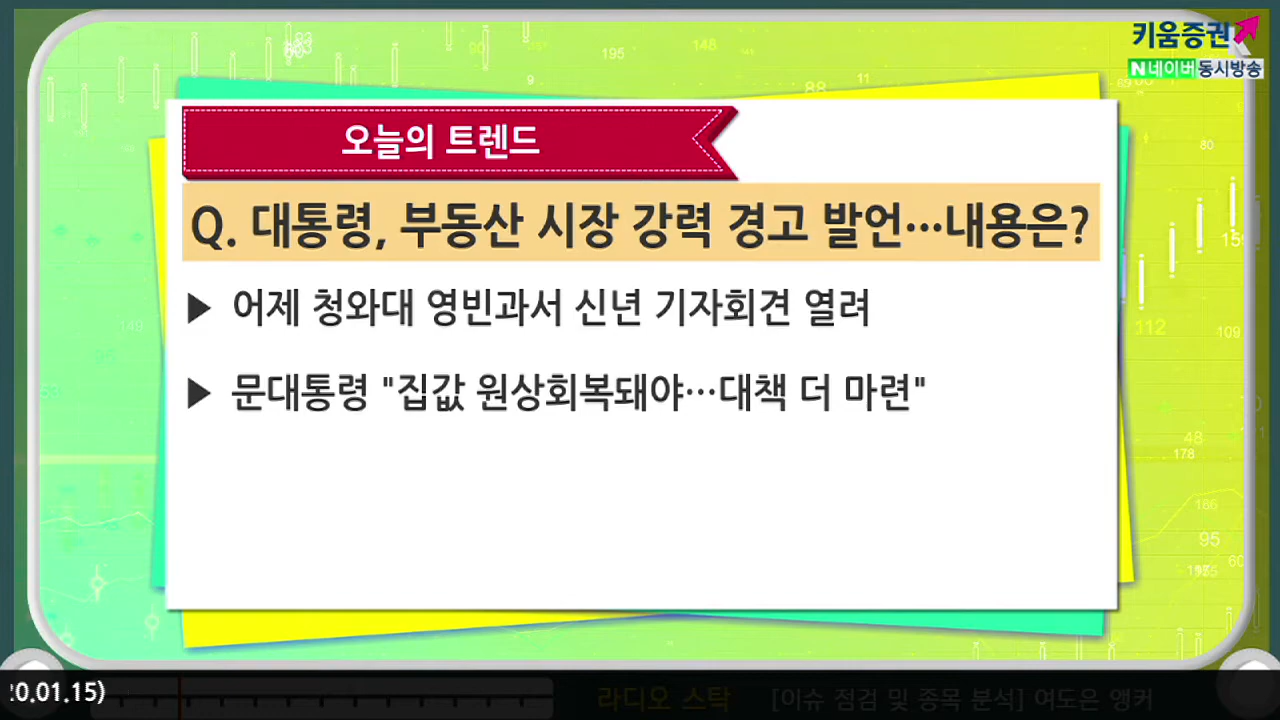 키움증권
N 네이버 동시방송
오늘의 트렌드
Q. 대통령, 부동산 시장 강력 경고 발언…내용은?
▶ 어제 청와대 영빈과서 신년 기자회견 열려
▶ 문대통령 "집값 원상회복돼야…대책 더 마련"
20.01.15)
라디오 스탁 [이슈 점검 및 종목 분석] 여도은 앵커